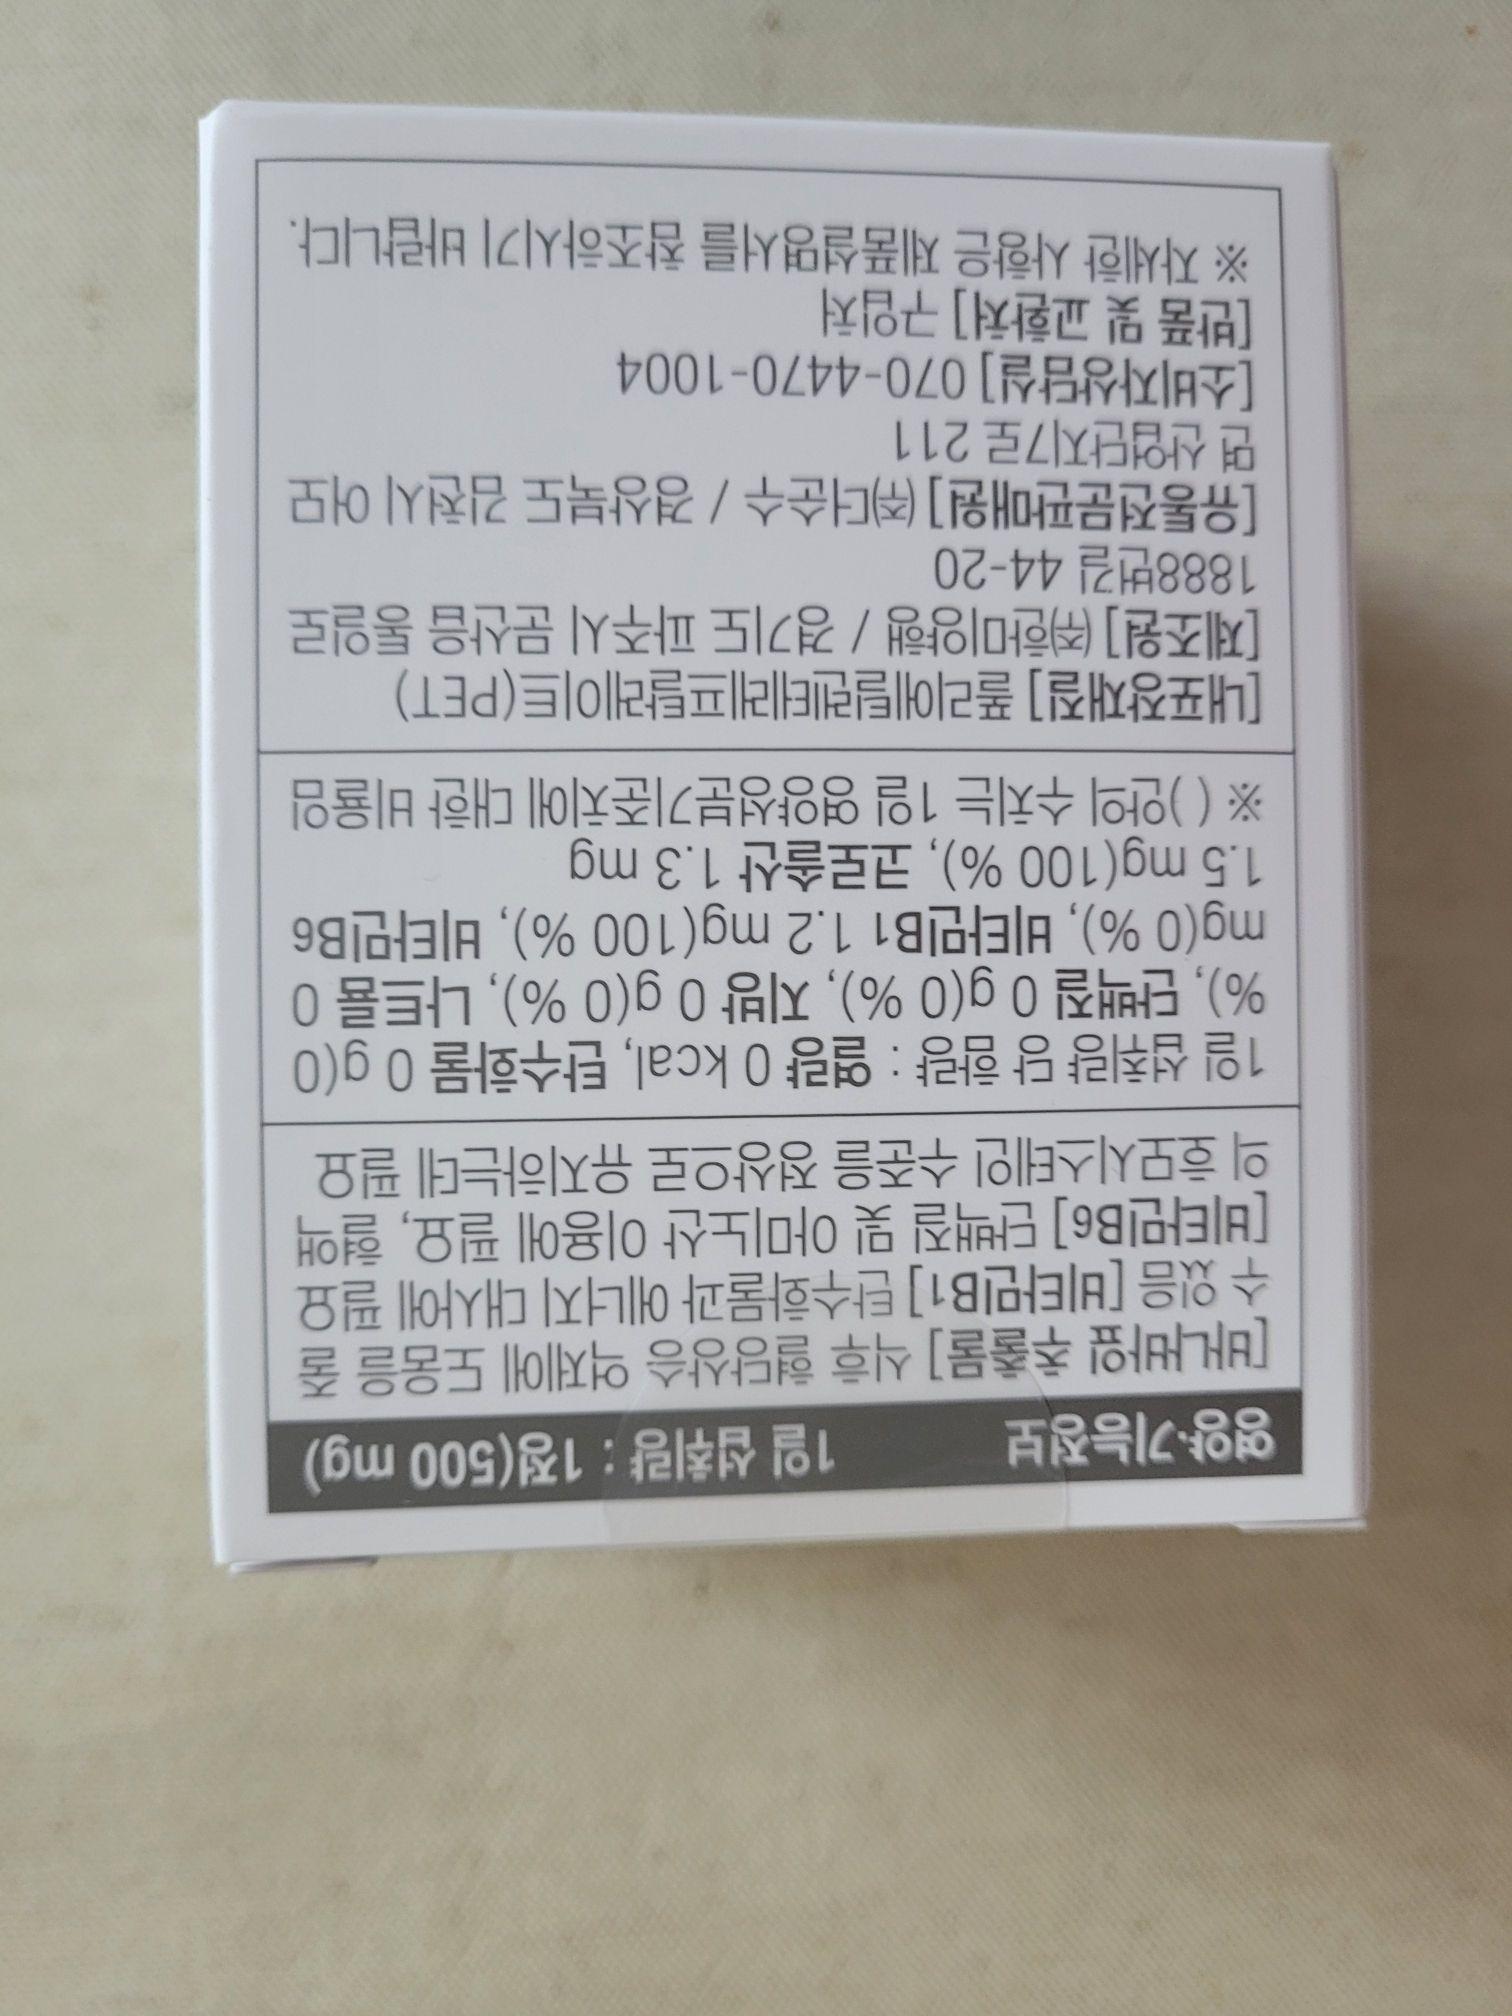 영양·기능정보 1일 섭취량 : 1정(500 mg)
[바나바잎 추출물] 식후 혈당상승 억제에 도움을 줄
수 있음 [비타민B1] 탄수화물과 에너지 대사에 필요
[비타민B6] 단백질 및 아미노산 이용에 필요, 혈액
의 호모시스테인 수준을 정상으로 유지하는데 필요
1일 섭취량 당 함량 : 열량 0 kcal, 탄수화물 0 g(0
%), 단백질 0 g(0 %), 지방 0 g(0 %), 나트륨 0
mg(0 %), 비타민B1 1.2 mg(100 %), 비타민B6
1.5 mg(100 %), 코로솔산 1.3 mg
※ ( )안의 수치는 1일 영양성분기준치에 대한 비율임
[내포장재질] 폴리에틸렌테레프탈레이트(PET)
[제조원] ㈜한미양행 / 경기도 파주시 문산읍 통일로
1888번길 44-20
[유통전문판매원] ㈜더순수 / 경상북도 김천시 어모
면 산업단지7로 211
[소비자상담실] 070-4470-1004
[반품 및 교환처] 구입처
※ 자세한 사항은 제품설명서를 참조하시기 바랍니다.